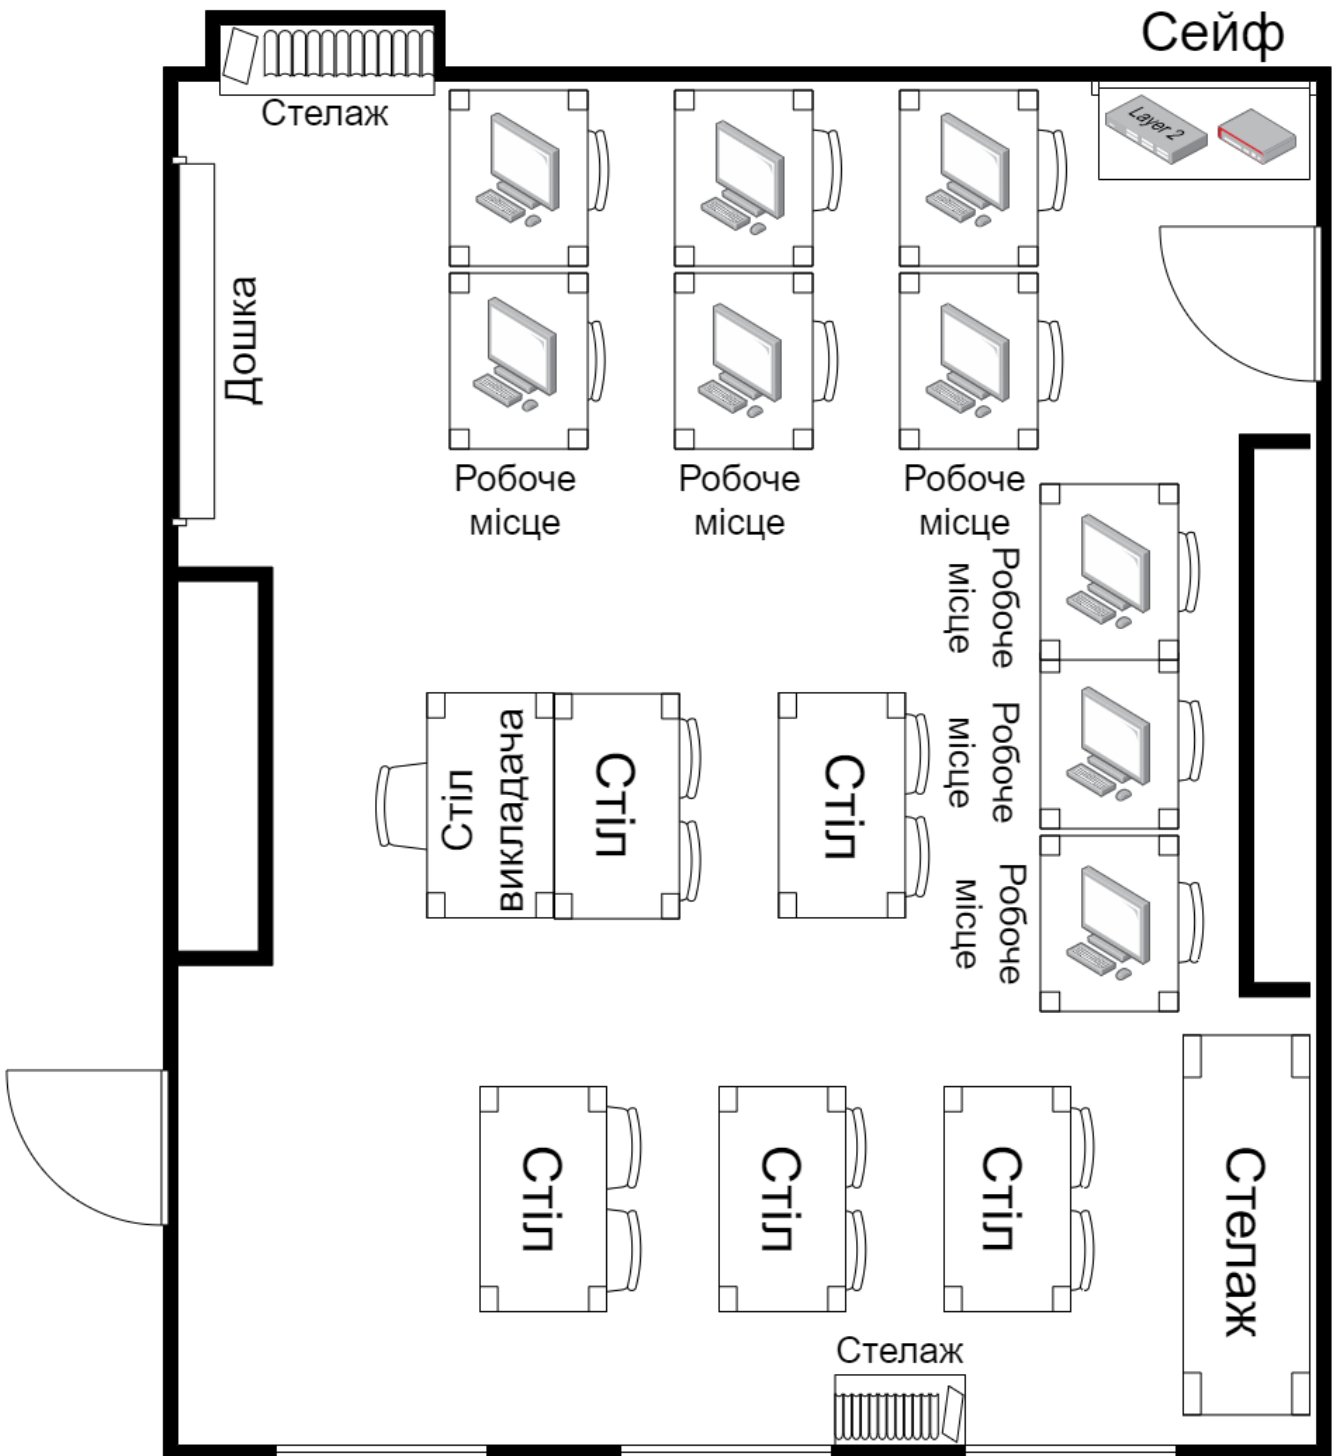 Сейф
Стелаж
Layer 2
Дошка
Робоче
місце
Робоче
місце
Робоче
місце
Робоче
місце
Робоче
місце
Робоче
місце
Стіл
викладача
Стіл
Стіл
Стіл
Стіл
Стіл
Стелаж
Стелаж